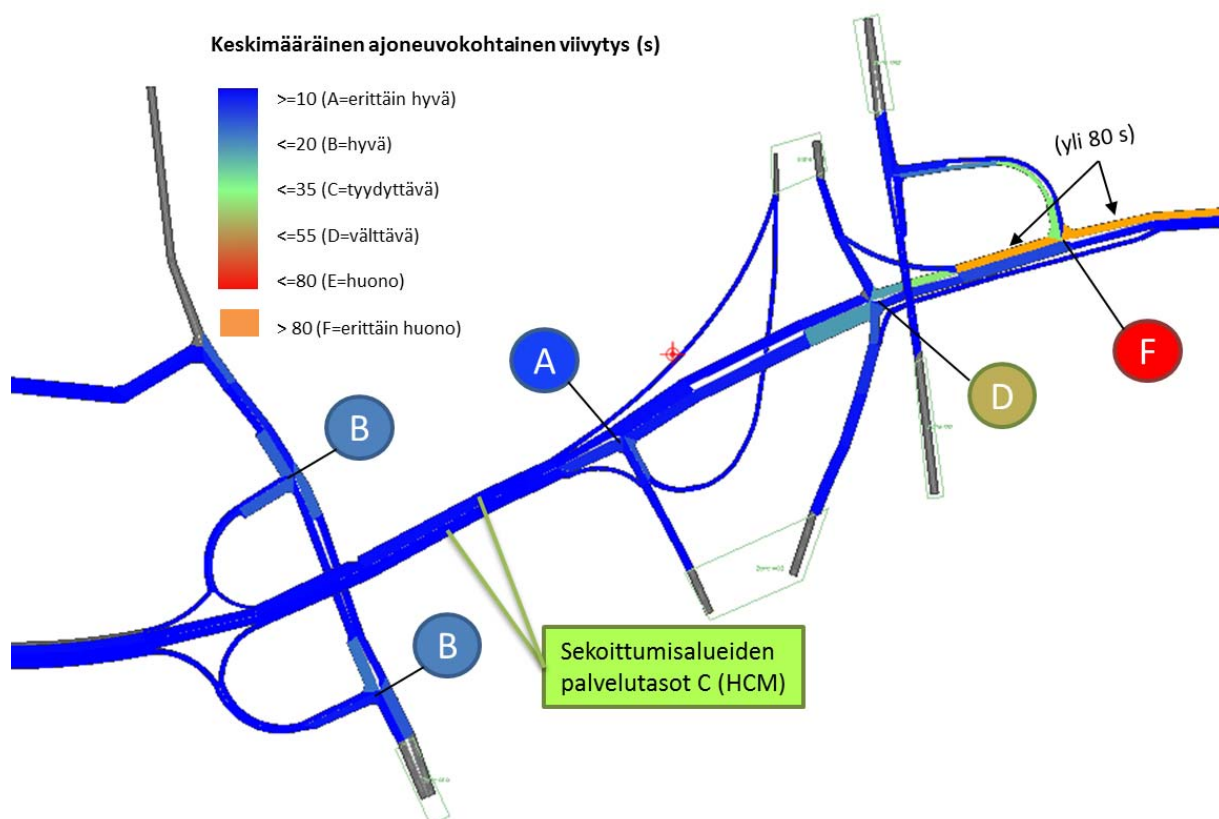 Keskimääräinen ajoneuvokohtainen viivytys (s)
>=10 (A=erittäin hyvä)
<=20 (B=hyvä)
<=35 (C=tyydyttävä)
<=55 (D=välttävä)
<=80 (E=huono)
> 80 (F=erittäin huono)
(yli 80 s)
F
A
D
B
B
Sekoittumisalueiden
palvelutasot C (HCM)